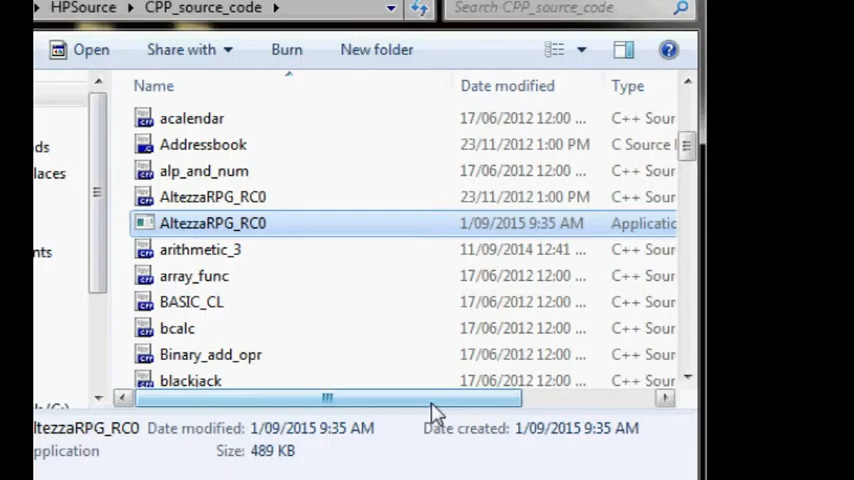 HPSource CPP_source_code Search CPP_source_code
Open Share with Burn New folder
Name Date modified Type
acalendar 17/06/2012 12:00 ... C++ Sour
Addressbook 23/11/2012 1:00 PM C Source
alp_and_num 17/06/2012 12:00 ... C++ Sour
AltezzaRPG_RC0 23/11/2012 1:00 PM C++ Sour
AltezzaRPG_RC0 1/09/2015 9:35 AM Applicatic
arithmetic_3 11/09/2014 12:41 ... C++ Sour
array_func 17/06/2012 12:00 ... C++ Sour
BASIC_CL 17/06/2012 12:00 ... C++ Sour
bcalc 17/06/2012 12:00 ... C++ Sour
Binary_add_opr 17/06/2012 12:00 ... C++ Sour
blackjack 17/06/2012 12:00 ... C++ Sour
ds
laces
nts
k (C:)
ltezzaRPG_RC0 Date modified: 1/09/2015 9:35 AM Date created: 1/09/2015 9:35 AM
pplication Size: 489 KB